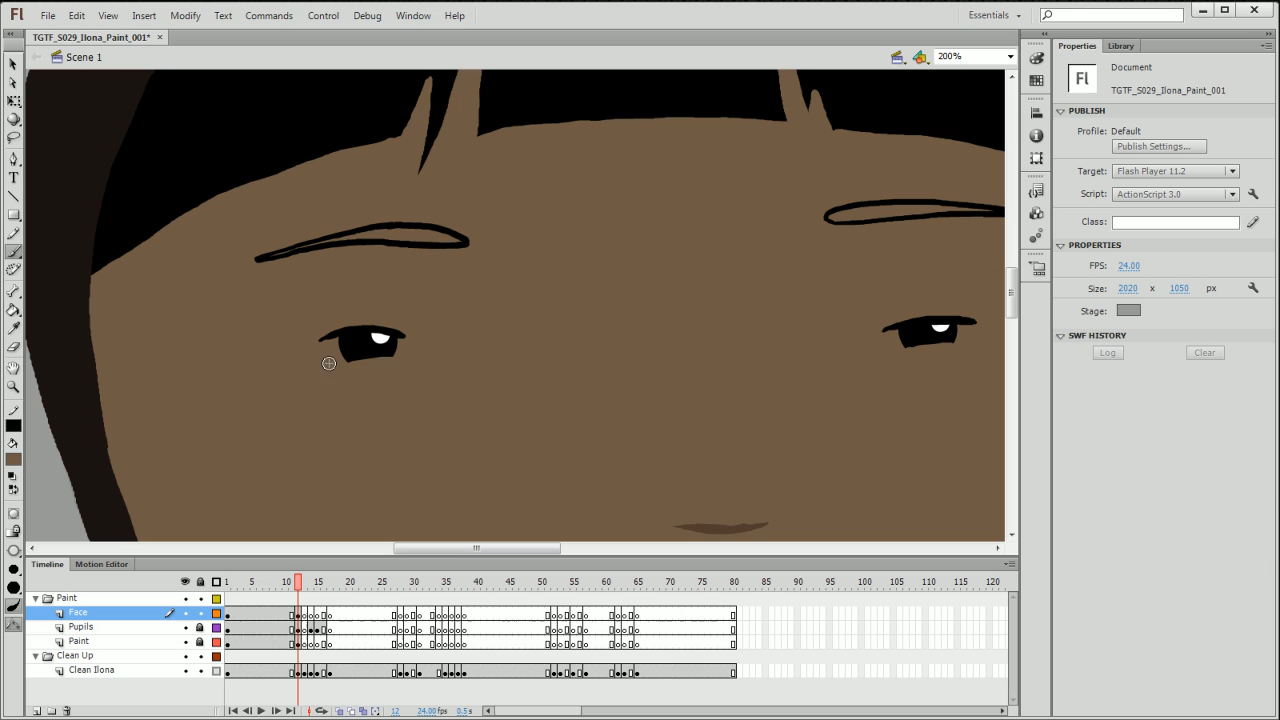 Fl File Edit View Insert Modify Text Commands Control Debug Window Help Essentials
TGTF_S029_Ilona_Paint_001* × Properties Library
Scene 1 200%
Document
Fl TGTF_S029_Ilona_Paint_001
PUBLISH
Profile: Default
Publish Settings...
Target: Flash Player 11.2
Script: ActionScript 3.0
Class:
PROPERTIES
FPS: 24.00
Size: 2020 x 1050 px
Stage:
SWF HISTORY
Log Clear
Timeline Motion Editor
1 5 10 15 20 25 30 35 40 45 50 55 60 65 70 75 80 85 90 95 100 105 110 115 120
Paint
Face
Pupils
Paint
Clean Up
Clean Ilona
12 24.00fps 0.5s